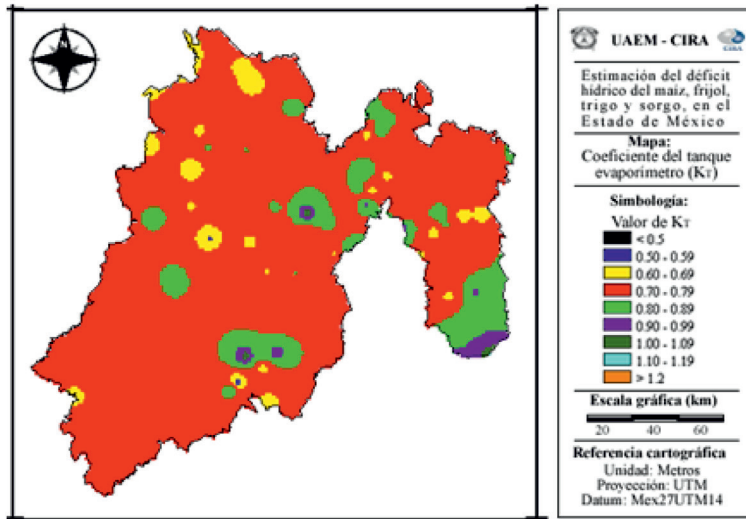 N
UAEM - CIRA
CIRA
Estimación del déficit
hídrico del maíz, frijol,
trigo y sorgo, en el
Estado de México
Mapa:
Coeficiente del tanque
evaporímetro (KT)
Simbología:
Valor de KT
< 0.5
0.50 - 0.59
0.60 - 0.69
0.70 - 0.79
0.80 - 0.89
0.90 - 0.99
1.00 - 1.09
1.10 - 1.19
> 1.2
Escala gráfica (km)
20 40 60
Referencia cartográfica
Unidad: Metros
Proyección: UTM
Datum: Mex27UTM14